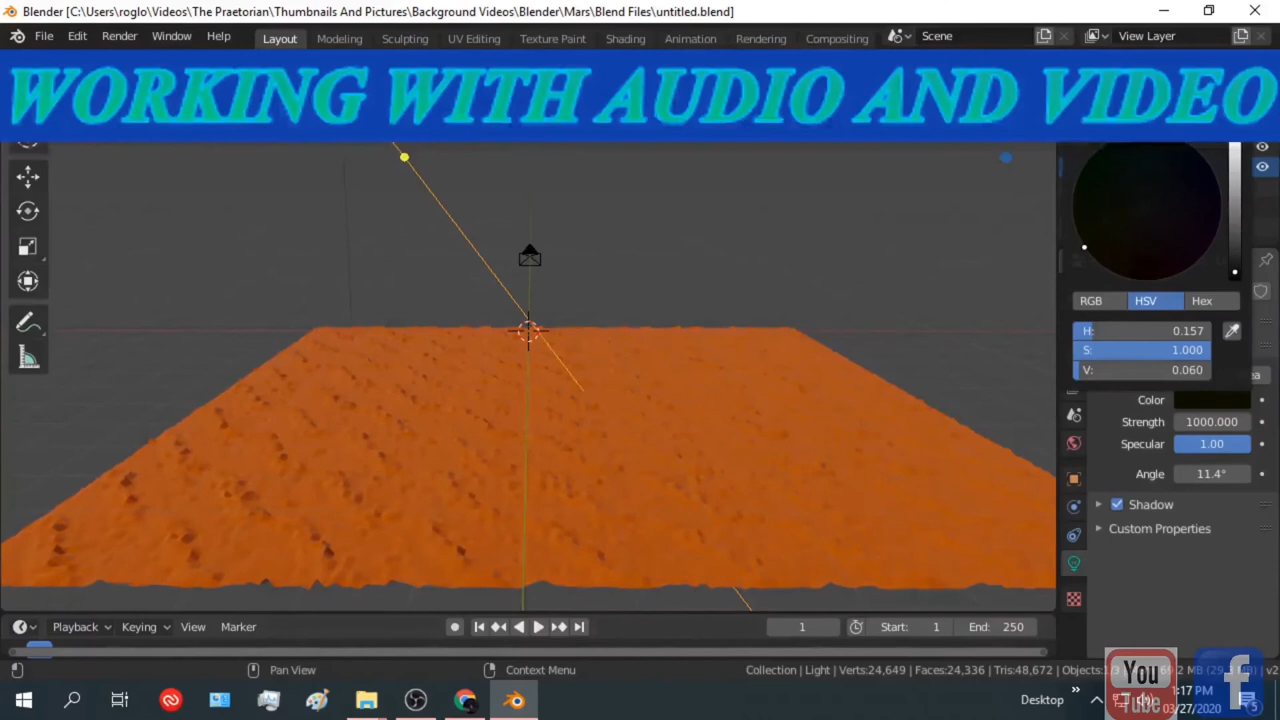 Blender [C:\Users\roglo\Videos\The Praetorian\Thumbnails And Pictures\Background Videos\Blender\Mars\Blend Files\untitled.blend]
File Edit Render Window Help Layout Modeling Sculpting UV Editing Texture Paint Shading Animation Rendering Compositing Scene View Layer
WORKING WITH AUDIO AND VIDEO
RGB HSV Hex
H: 0.157
S: 1.000
V: 0.060
Color
Strength 1000.000
Specular 1.00
Angle 11.4°
Shadow
Custom Properties
Playback Keying View Marker 1 Start: 1 End: 250
Pan View Context Menu Collection | Light | Verts:24,649 | Faces:24,336 | Tris:48,672 | Objects:1/3
You
Tube
f
Desktop 1:17 PM
03/27/2020
5